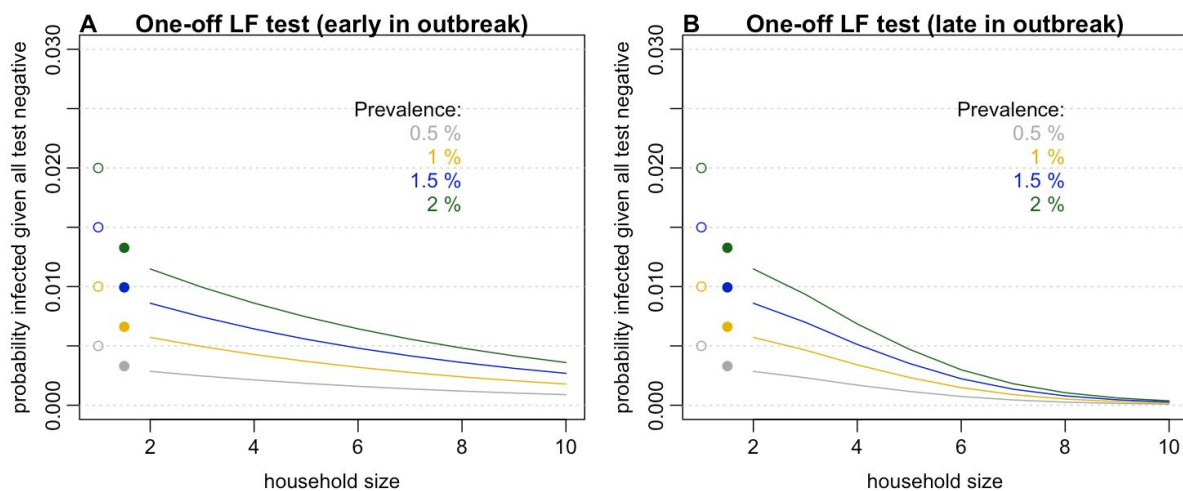 A One-off LF test (early in outbreak)
probability infected given all test negative
0.030
0.020
0.010
0.000
Prevalence:
0.5 %
1 %
1.5 %
2 %
2 4 6 8 10
household size
B One-off LF test (late in outbreak)
probability infected given all test negative
0.030
0.020
0.010
0.000
Prevalence:
0.5 %
1 %
1.5 %
2 %
2 4 6 8 10
household size